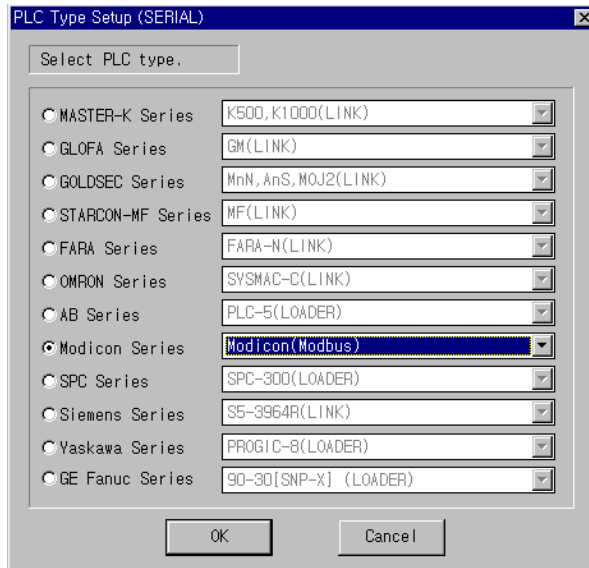 PLC Type Setup (SERIAL)
Select PLC type.
MASTER-K Series K500,K1000(LINK)
GLOFA Series GM(LINK)
GOLDSEC Series MnN,AnS,MOJ2(LINK)
STARCON-MF Series MF(LINK)
FARA Series FARA-N(LINK)
OMRON Series SYSMAC-C(LINK)
AB Series PLC-5(LOADER)
Modicon Series Modicon(Modbus)
SPC Series SPC-300(LOADER)
Siemens Series S5-3964R(LINK)
Yaskawa Series PROGIC-8(LOADER)
GE Fanuc Series 90-30[SNP-X] (LOADER)
OK Cancel